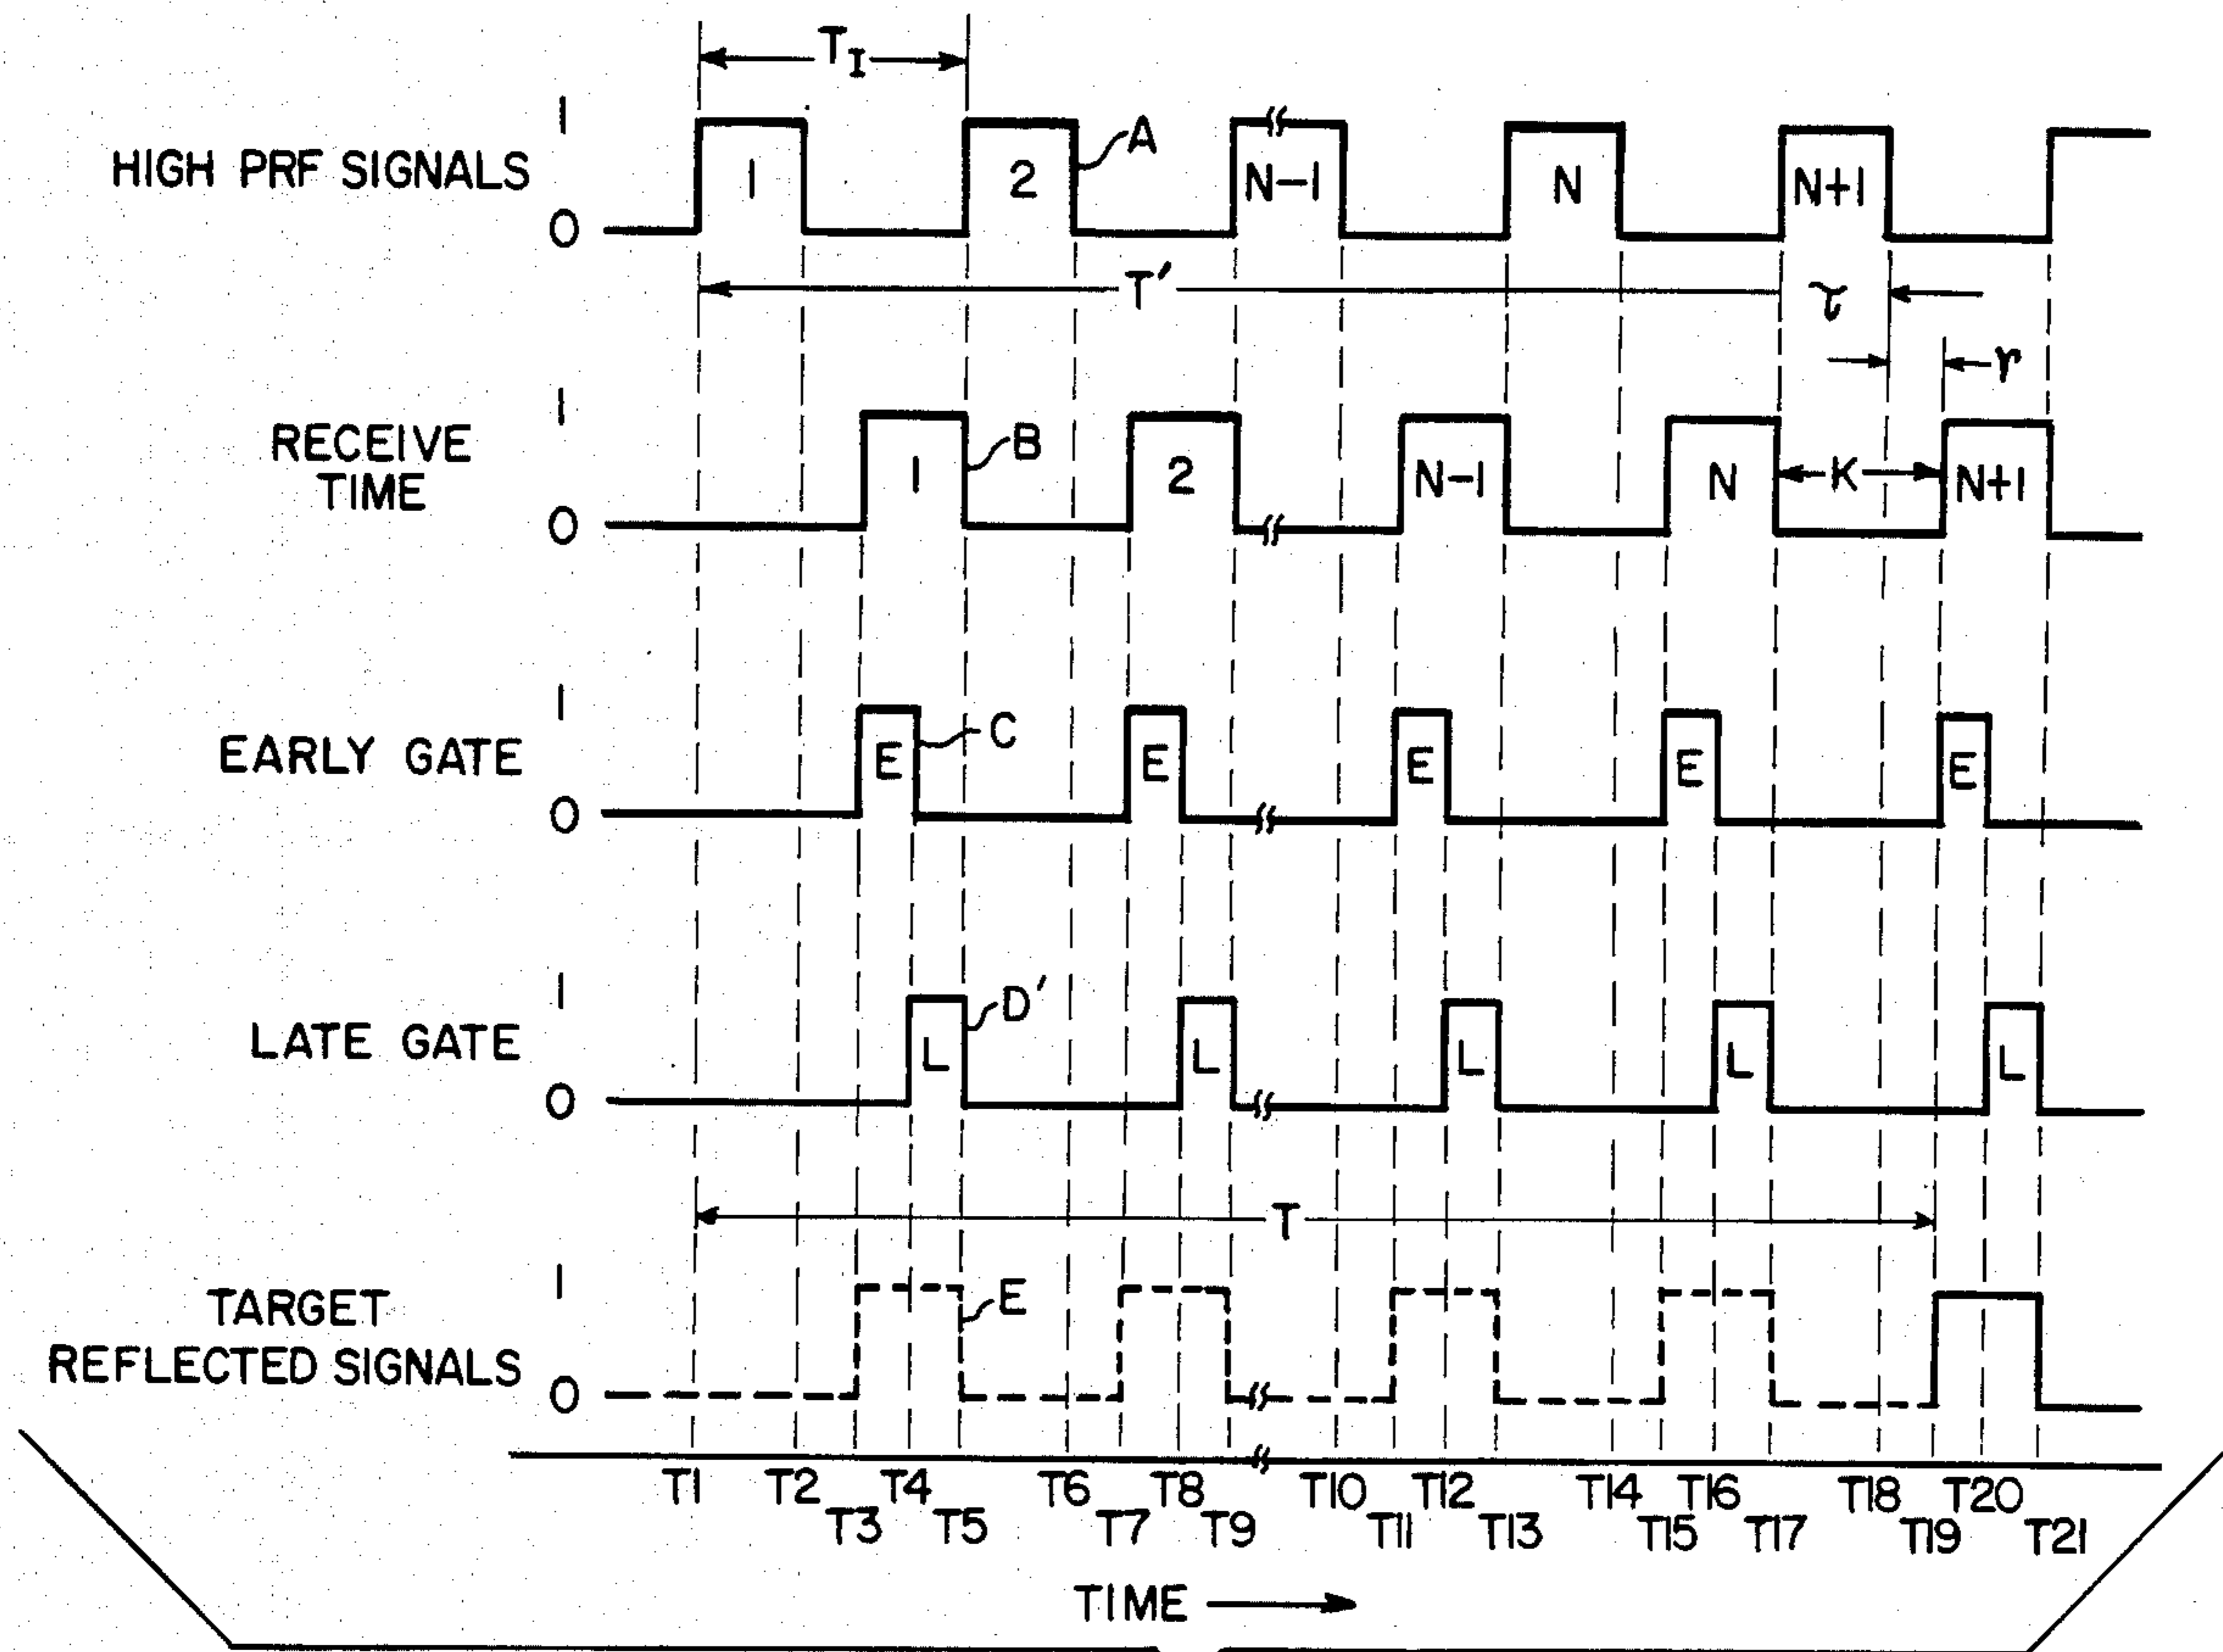 T_I
HIGH PRF SIGNALS
1
0
1
2
A
N-1
N
N+1
T′
τ
r
RECEIVE
TIME
1
0
1
B
2
N-1
N
K
N+1
EARLY GATE
1
0
E
C
E
E
E
E
LATE GATE
1
0
L
D′
L
L
L
L
T
TARGET
REFLECTED SIGNALS
1
0
E
T1 T2 T4 T6 T8 T10 T12 T14 T16 T18 T20
T3 T5 T7 T9 T11 T13 T15 T17 T19 T21
TIME